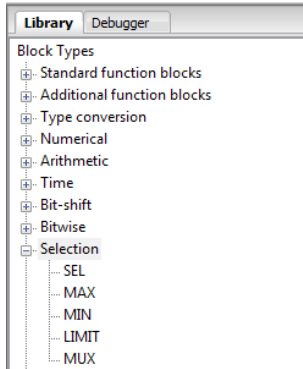 Library Debugger
Block Types
Standard function blocks
Additional function blocks
Type conversion
Numerical
Arithmetic
Time
Bit-shift
Bitwise
Selection
SEL
MAX
MIN
LIMIT
MUX